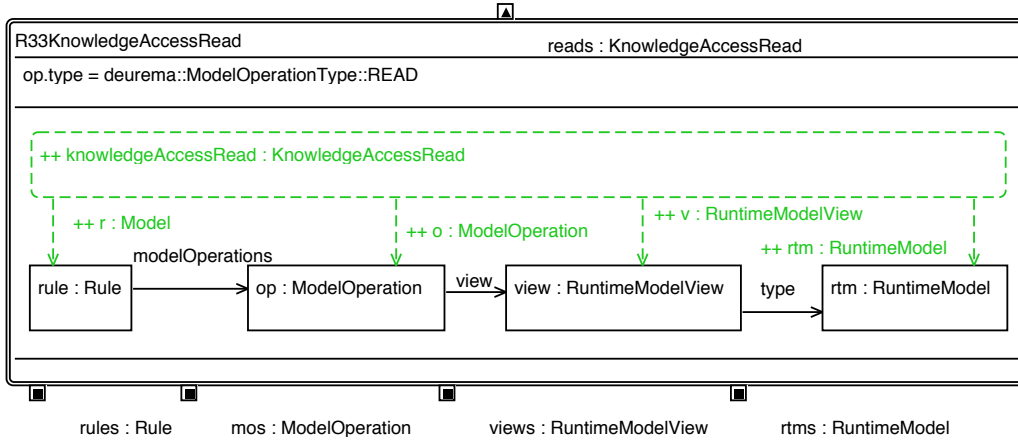 R33KnowledgeAccessRead
reads : KnowledgeAccessRead
op.type = deurema::ModelOperationType::READ
++ knowledgeAccessRead : KnowledgeAccessRead
++ r : Model
++ o : ModelOperation
++ v : RuntimeModelView
++ rtm : RuntimeModel
modelOperations
view
type
rule : Rule
op : ModelOperation
view : RuntimeModelView
rtm : RuntimeModel
rules : Rule
mos : ModelOperation
views : RuntimeModelView
rtms : RuntimeModel